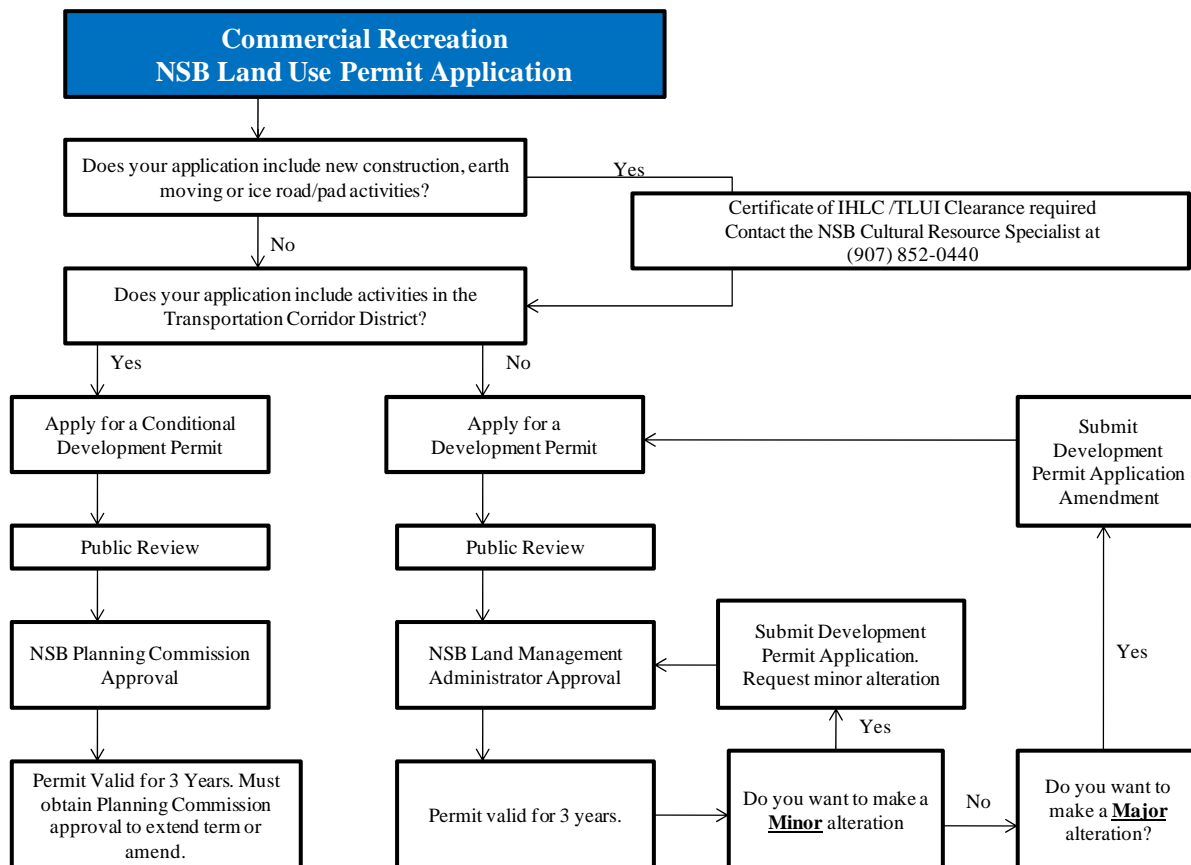 Commercial Recreation
NSB Land Use Permit Application
Does your application include new construction, earth
moving or ice road/pad activities?
Yes
Certificate of IHLC /TLUI Clearance required
Contact the NSB Cultural Resource Specialist at
(907) 852-0440
No
Does your application include activities in the
Transportation Corridor District?
Yes
No
Apply for a Conditional
Development Permit
Apply for a
Development Permit
Submit
Development
Permit Application
Amendment
Public Review
Public Review
NSB Planning Commission
Approval
NSB Land Management
Administrator Approval
Submit Development
Permit Application.
Request minor alteration
Yes
Yes
Permit Valid for 3 Years. Must
obtain Planning Commission
approval to extend term or
amend.
Permit valid for 3 years.
Do you want to make a
Minor alteration
No
Do you want to
make a Major
alteration?